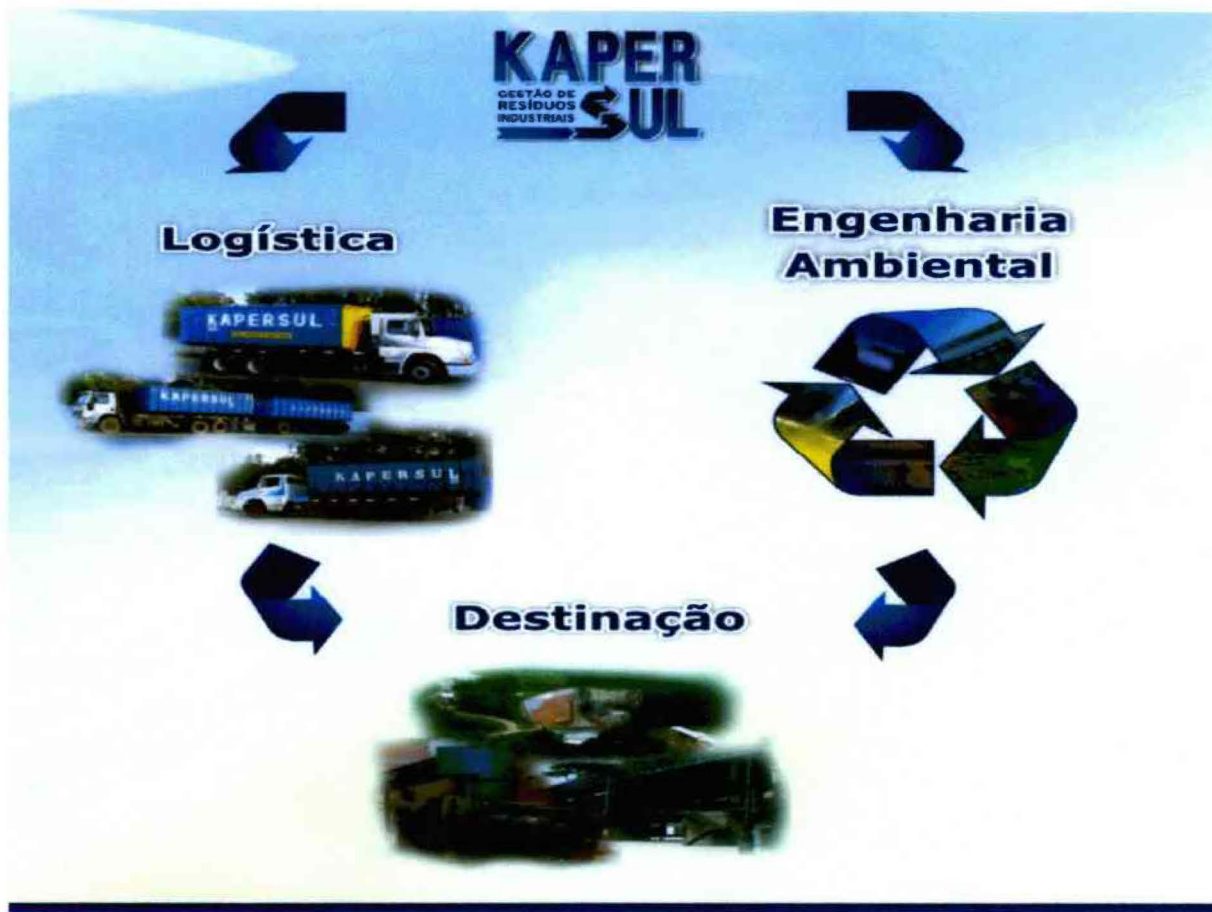 KAPER
GESTÃO DE
RESÍDUOS
INDUSTRIAIS
SUL
Logística
Engenharia
Ambiental
KAPERSUL
KAPERSUL
KAPERSUL
Destinação